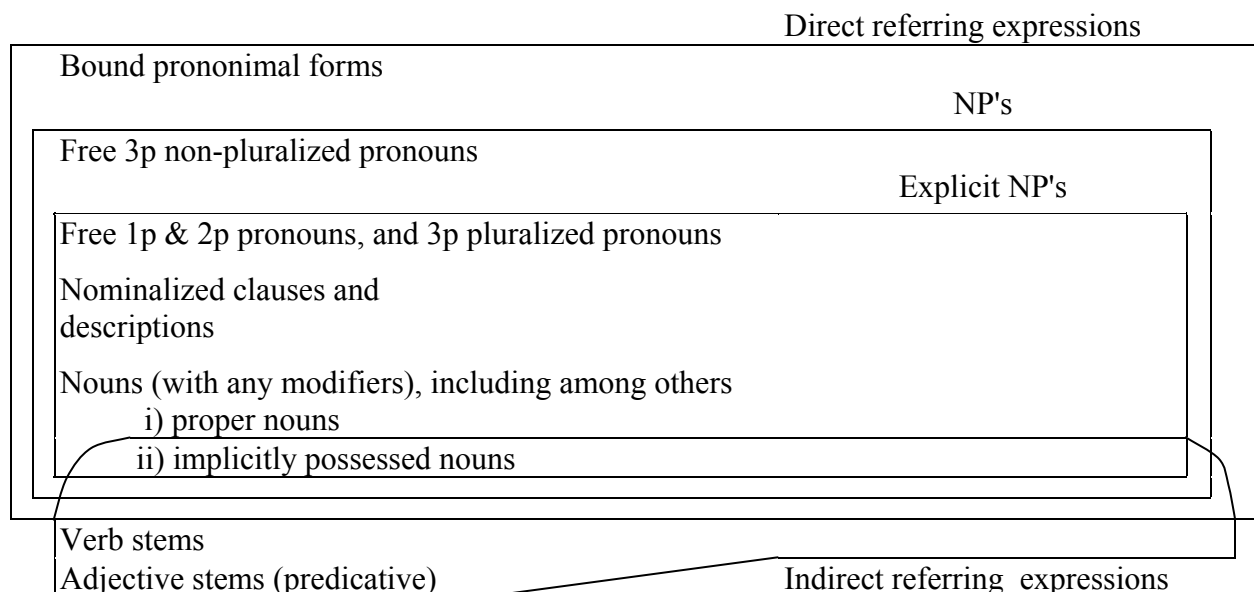 Direct referring expressions
Bound prononimal forms
NP's
Free 3p non-pluralized pronouns
Explicit NP's
Free 1p & 2p pronouns, and 3p pluralized pronouns
Nominalized clauses and
descriptions
Nouns (with any modifiers), including among others
i) proper nouns
ii) implicitly possessed nouns
Verb stems
Adjective stems (predicative) Indirect referring expressions